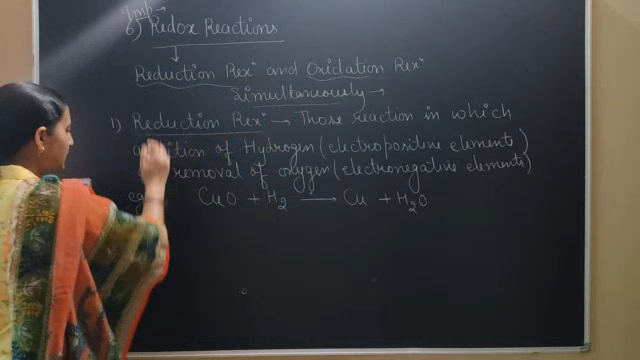 Imp →
6) Redox Reactions
↓
Reduction Rexⁿ and Oxidation Rexⁿ
Simultaneously →
1) Reduction Rexⁿ → Those reaction in which
of Hydrogen (electropositive elements)
removal of oxygen (electronegative elements)
eg CuO + H₂ ⟶ Cu + H₂O